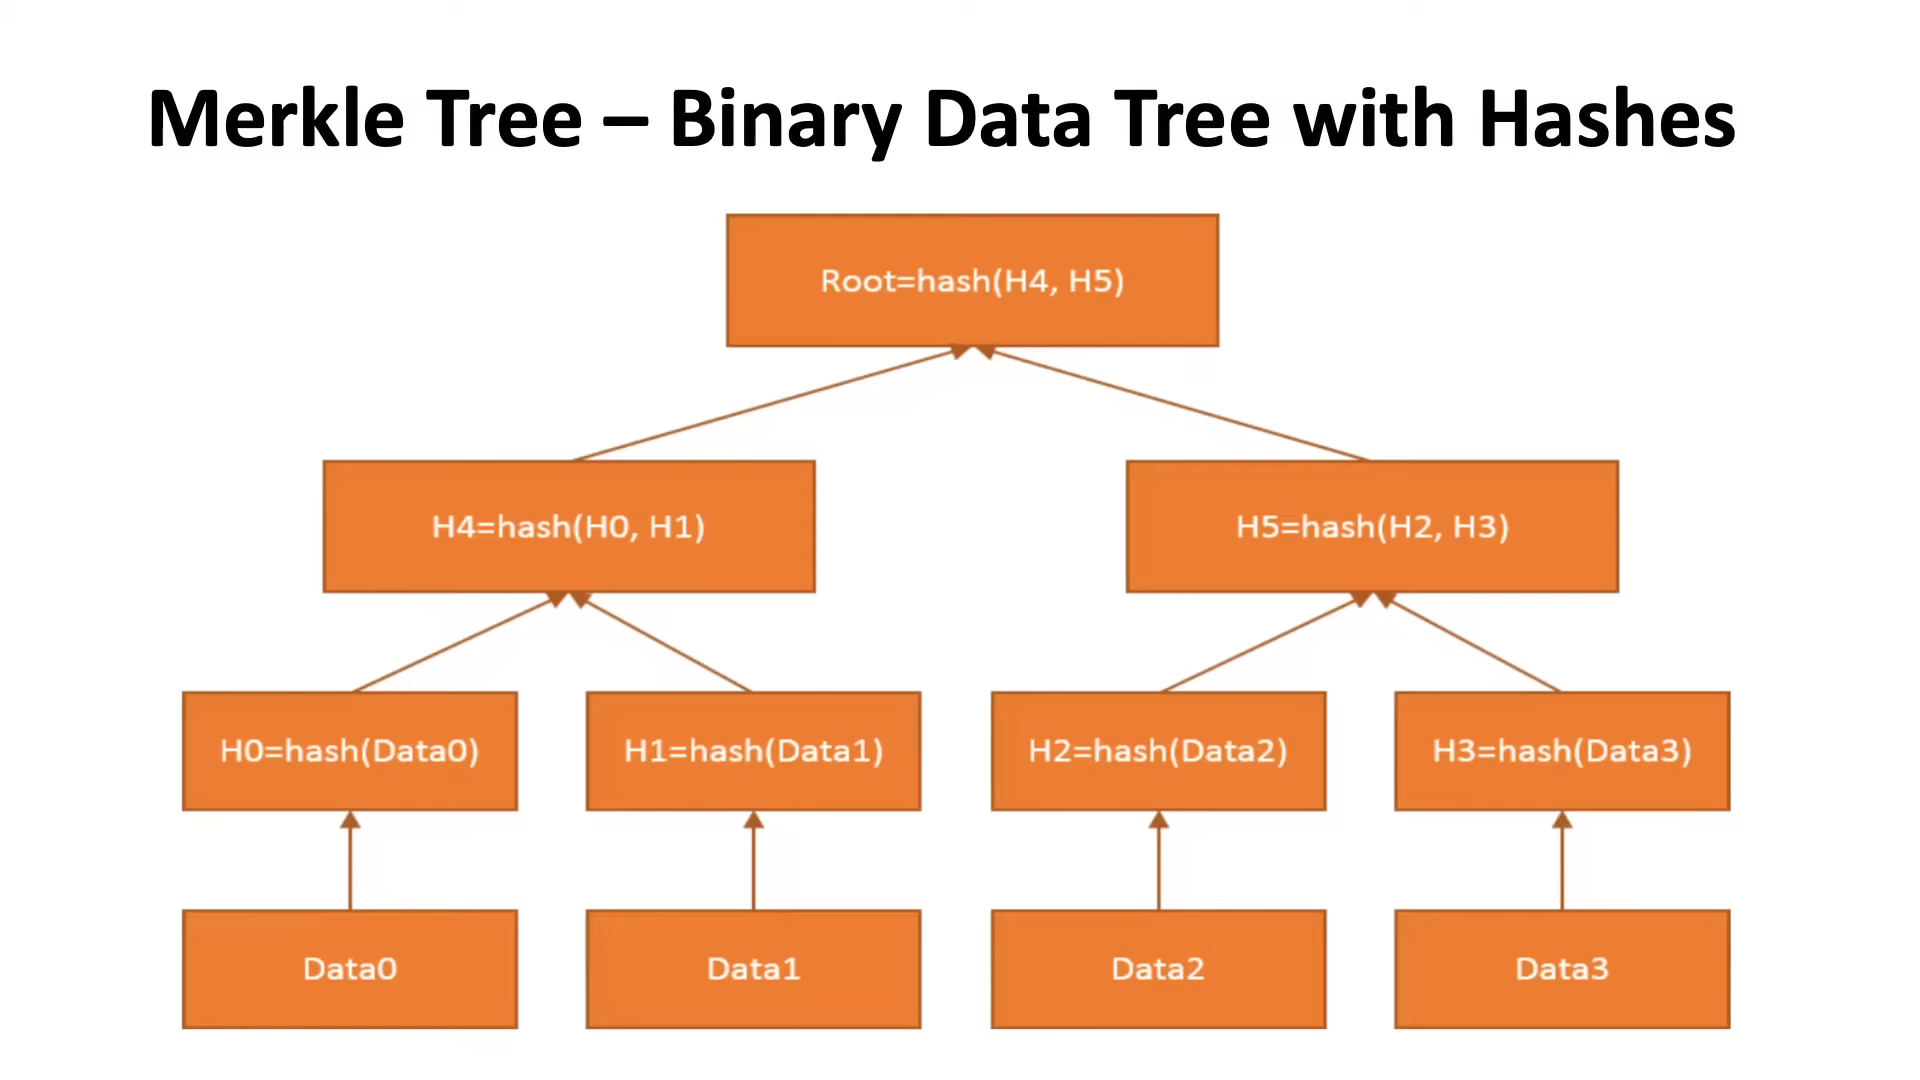 Merkle Tree – Binary Data Tree with Hashes
Root=hash(H4, H5)
H4=hash(H0, H1)
H5=hash(H2, H3)
H0=hash(Data0)
H1=hash(Data1)
H2=hash(Data2)
H3=hash(Data3)
Data0
Data1
Data2
Data3